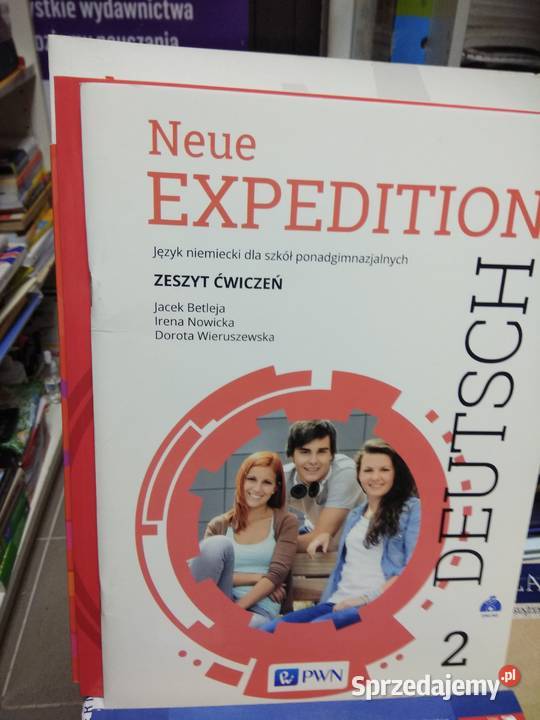 stkie wydawnictwa
Neue
EXPEDITION
Język niemiecki dla szkół ponadgimnazjalnych
ZESZYT ĆWICZEŃ
Jacek Betleja
Irena Nowicka
Dorota Wieruszewska
DEUTSCH
2
PWN
Sprzedajemy.pl